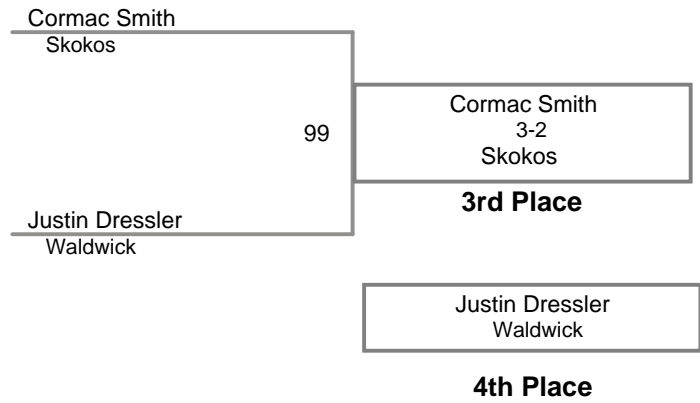 Cormac Smith
Skokos
99
Cormac Smith
3-2
Skokos
3rd Place
Justin Dressler
Waldwick
Justin Dressler
Waldwick
4th Place